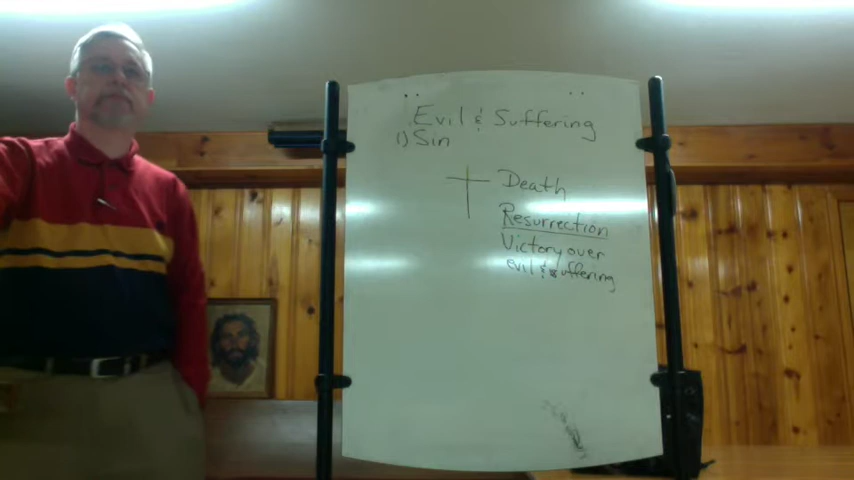 Evil & Suffering
1) Sin
Death
Resurrection
Victory over
evil & suffering